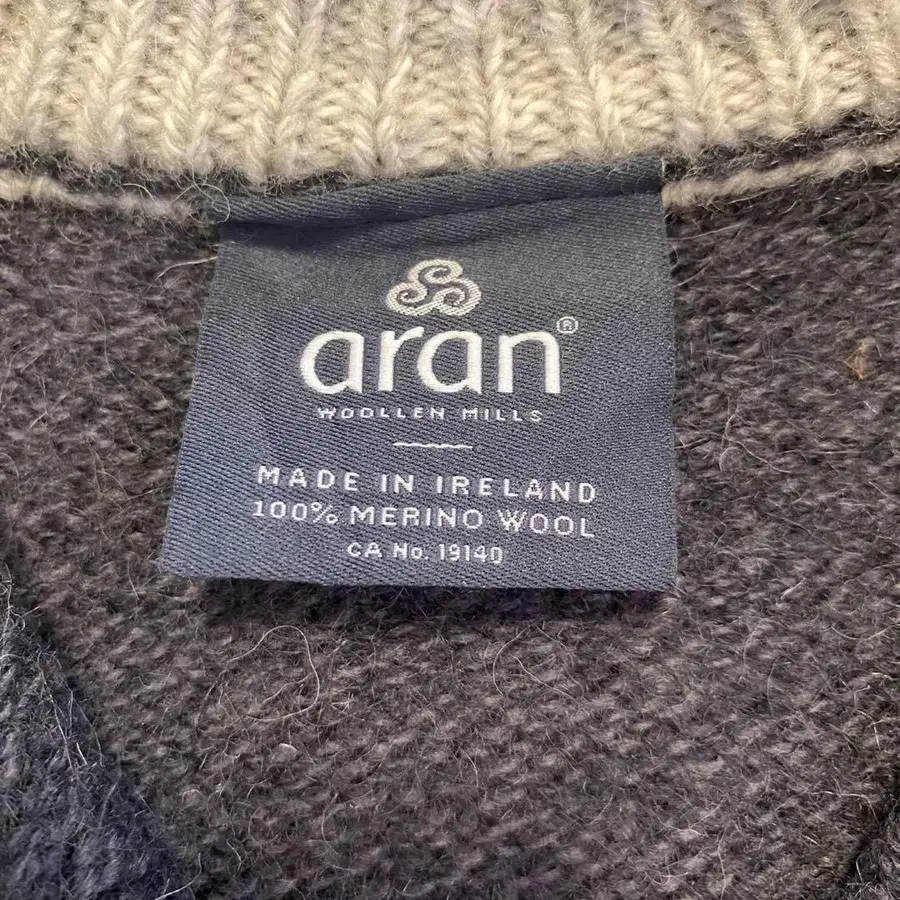 aran®
WOOLLEN MILLS
MADE IN IRELAND
100% MERINO WOOL
CA No. 19140